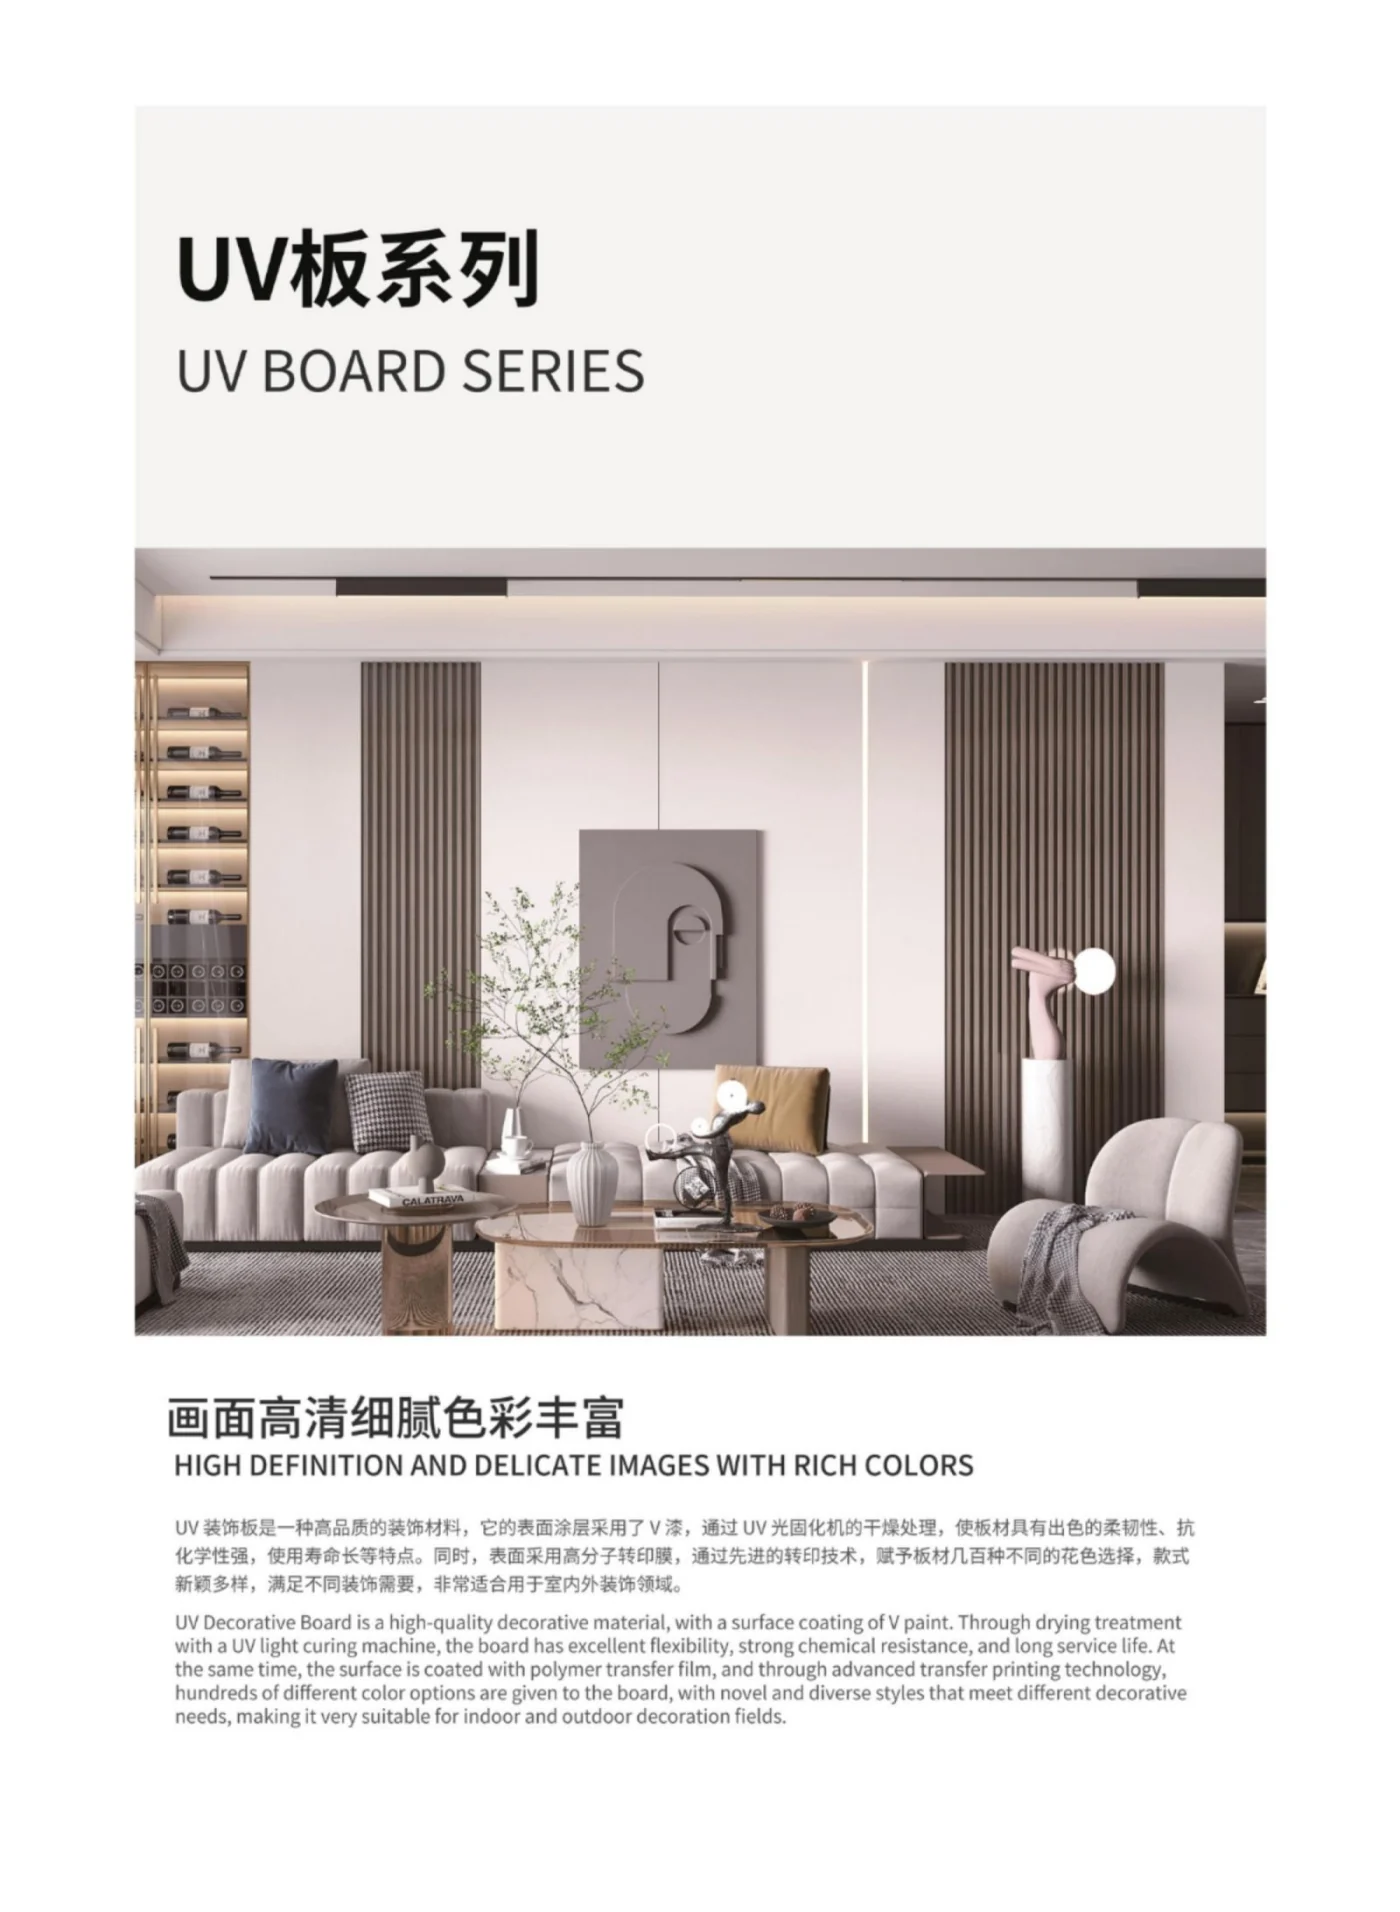 UV板系列
UV BOARD SERIES
CALATRAVA
画面高清细腻色彩丰富
HIGH DEFINITION AND DELICATE IMAGES WITH RICH COLORS
UV 装饰板是一种高品质的装饰材料，它的表面涂层采用了 V 漆，通过 UV 光固化机的干燥处理，使板材具有出色的柔韧性、抗
化学性强，使用寿命长等特点。同时，表面采用高分子转印膜，通过先进的转印技术，赋予板材几百种不同的花色选择，款式
新颖多样，满足不同装饰需要，非常适合用于室内外装饰领域。
UV Decorative Board is a high-quality decorative material, with a surface coating of V paint. Through drying treatment
with a UV light curing machine, the board has excellent flexibility, strong chemical resistance, and long service life. At
the same time, the surface is coated with polymer transfer film, and through advanced transfer printing technology,
hundreds of different color options are given to the board, with novel and diverse styles that meet different decorative
needs, making it very suitable for indoor and outdoor decoration fields.